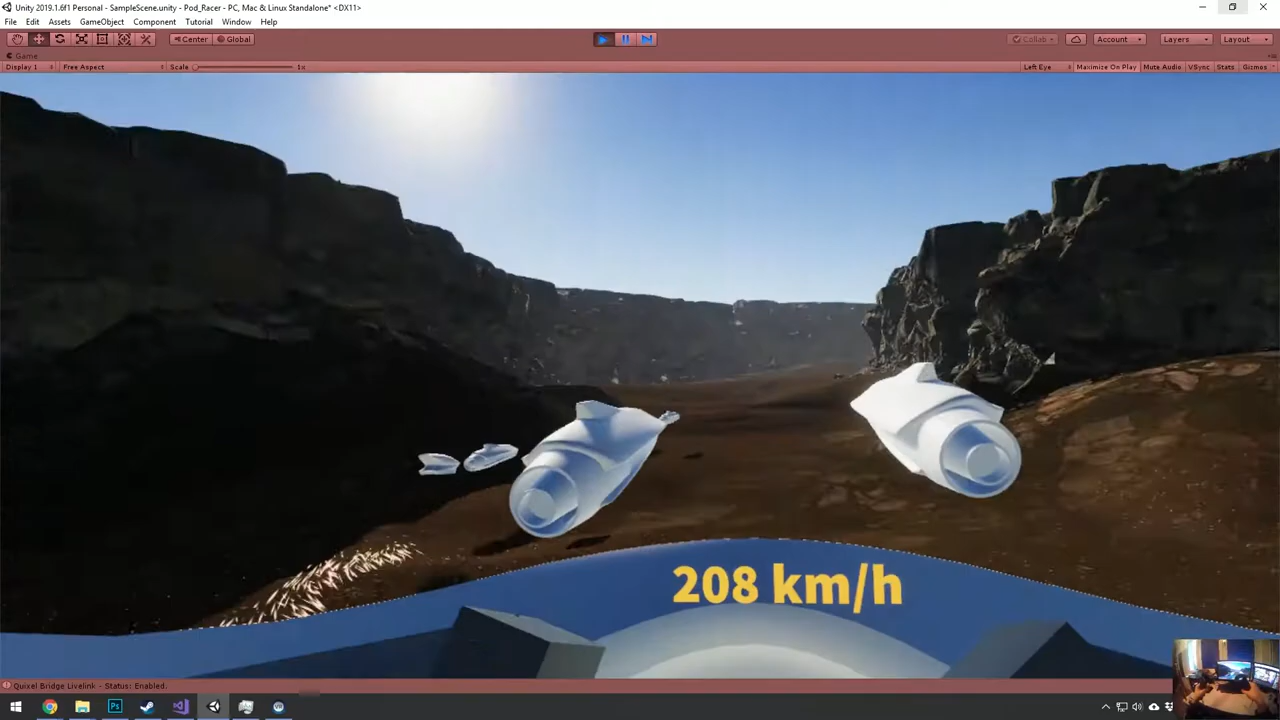 Unity 2019.1.6f1 Personal - SampleScene.unity - Pod_Racer - PC, Mac & Linux Standalone* <DX11>
File Edit Assets GameObject Component Tutorial Window Help
Center Global Collab Account Layers Layout
Game
Display 1 Free Aspect Scale 1x Left Eye Maximize On Play Mute Audio VSync Stats Gizmos
208 km/h
Quixel Bridge Livelink - Status: Enabled.
Ps